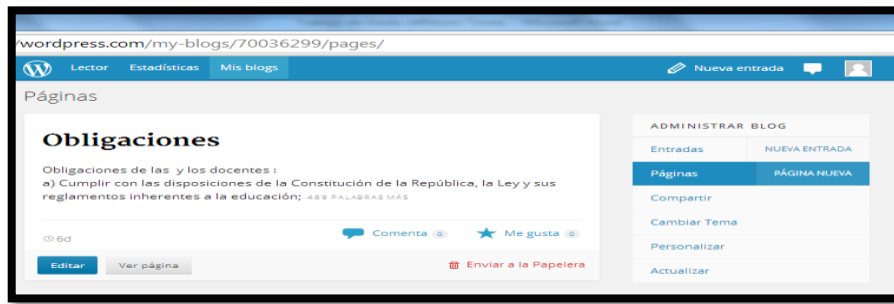 /wordpress.com/my-blogs/70036299/pages/
Lector Estadísticas Mis blogs Nueva entrada
Páginas
Obligaciones
Obligaciones de las y los docentes :
a) Cumplir con las disposiciones de la Constitución de la República, la Ley y sus
reglamentos inherentes a la educación; 469 PALABRAS MÁS
6d Comenta 0 Me gusta 0
Editar Ver página Enviar a la Papelera
ADMINISTRAR BLOG
Entradas NUEVA ENTRADA
Páginas PÁGINA NUEVA
Compartir
Cambiar Tema
Personalizar
Actualizar